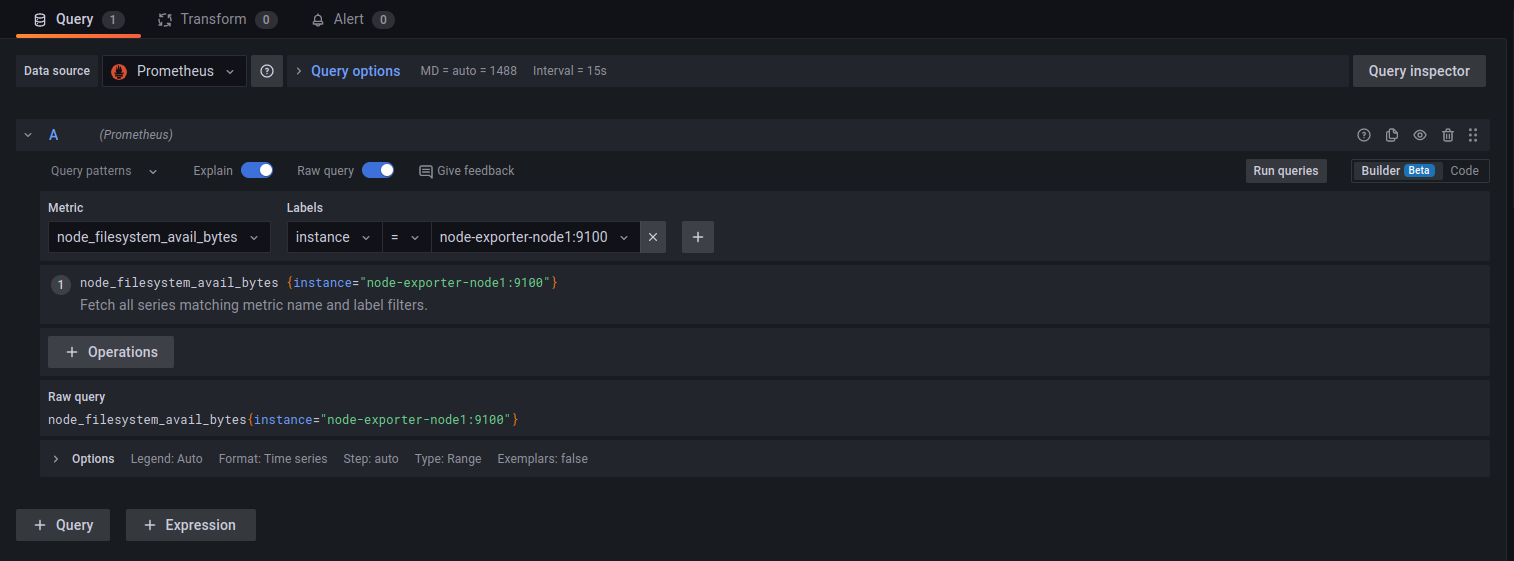 Query 1 Transform 0 Alert 0
Data source Prometheus Query options MD = auto = 1488 Interval = 15s Query inspector
A (Prometheus)
Query patterns Explain Raw query Give feedback Run queries Builder Beta Code
Metric Labels
node_filesystem_avail_bytes instance = node-exporter-node1:9100
1 node_filesystem_avail_bytes {instance="node-exporter-node1:9100"}
Fetch all series matching metric name and label filters.
+ Operations
Raw query
node_filesystem_avail_bytes{instance="node-exporter-node1:9100"}
Options Legend: Auto Format: Time series Step: auto Type: Range Exemplars: false
+ Query + Expression